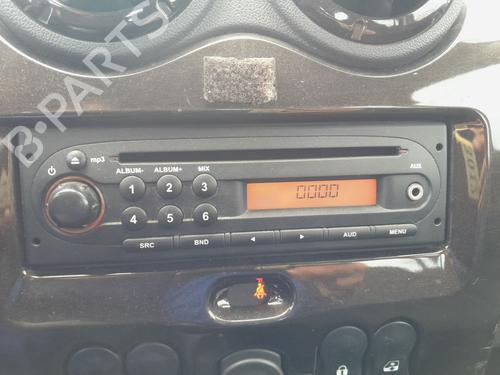 B-PARTS
mp3
ALBUM- ALBUM+ MIX
1 2 3
4 5 6
0000
AUX
SRC BND AUD MENU